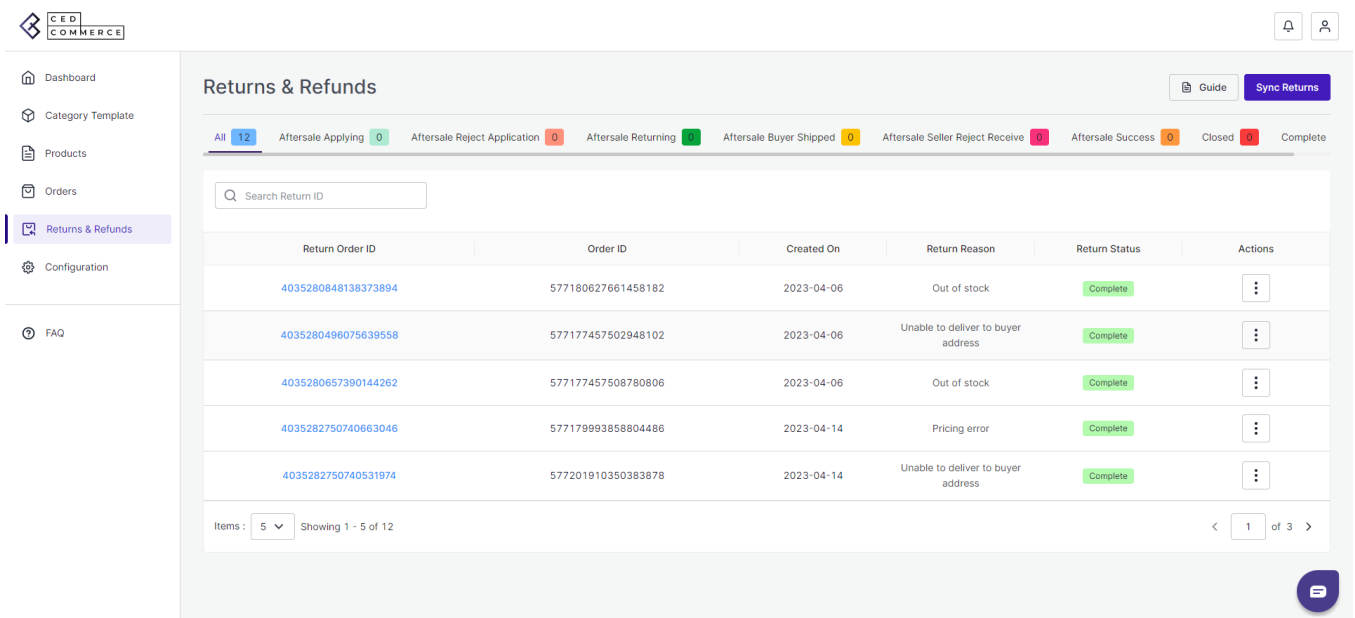 CED
COMMERCE
Dashboard
Category Template
Products
Orders
Returns & Refunds
Configuration
FAQ
Returns & Refunds
Guide
Sync Returns
All 12 Aftersale Applying 0 Aftersale Reject Application 0 Aftersale Returning 0 Aftersale Buyer Shipped 0 Aftersale Seller Reject Receive 0 Aftersale Success 0 Closed 0 Complete
Search Return ID
Return Order ID Order ID Created On Return Reason Return Status Actions
4035280848138373894 577180627661458182 2023-04-06 Out of stock Complete
4035280496075639558 577177457502948102 2023-04-06 Unable to deliver to buyer Complete
address
4035280657390144262 577177457508780806 2023-04-06 Out of stock Complete
4035282750740663046 577179993858804486 2023-04-14 Pricing error Complete
4035282750740531974 577201910350383878 2023-04-14 Unable to deliver to buyer Complete
address
Items : 5 Showing 1 - 5 of 12 1 of 3